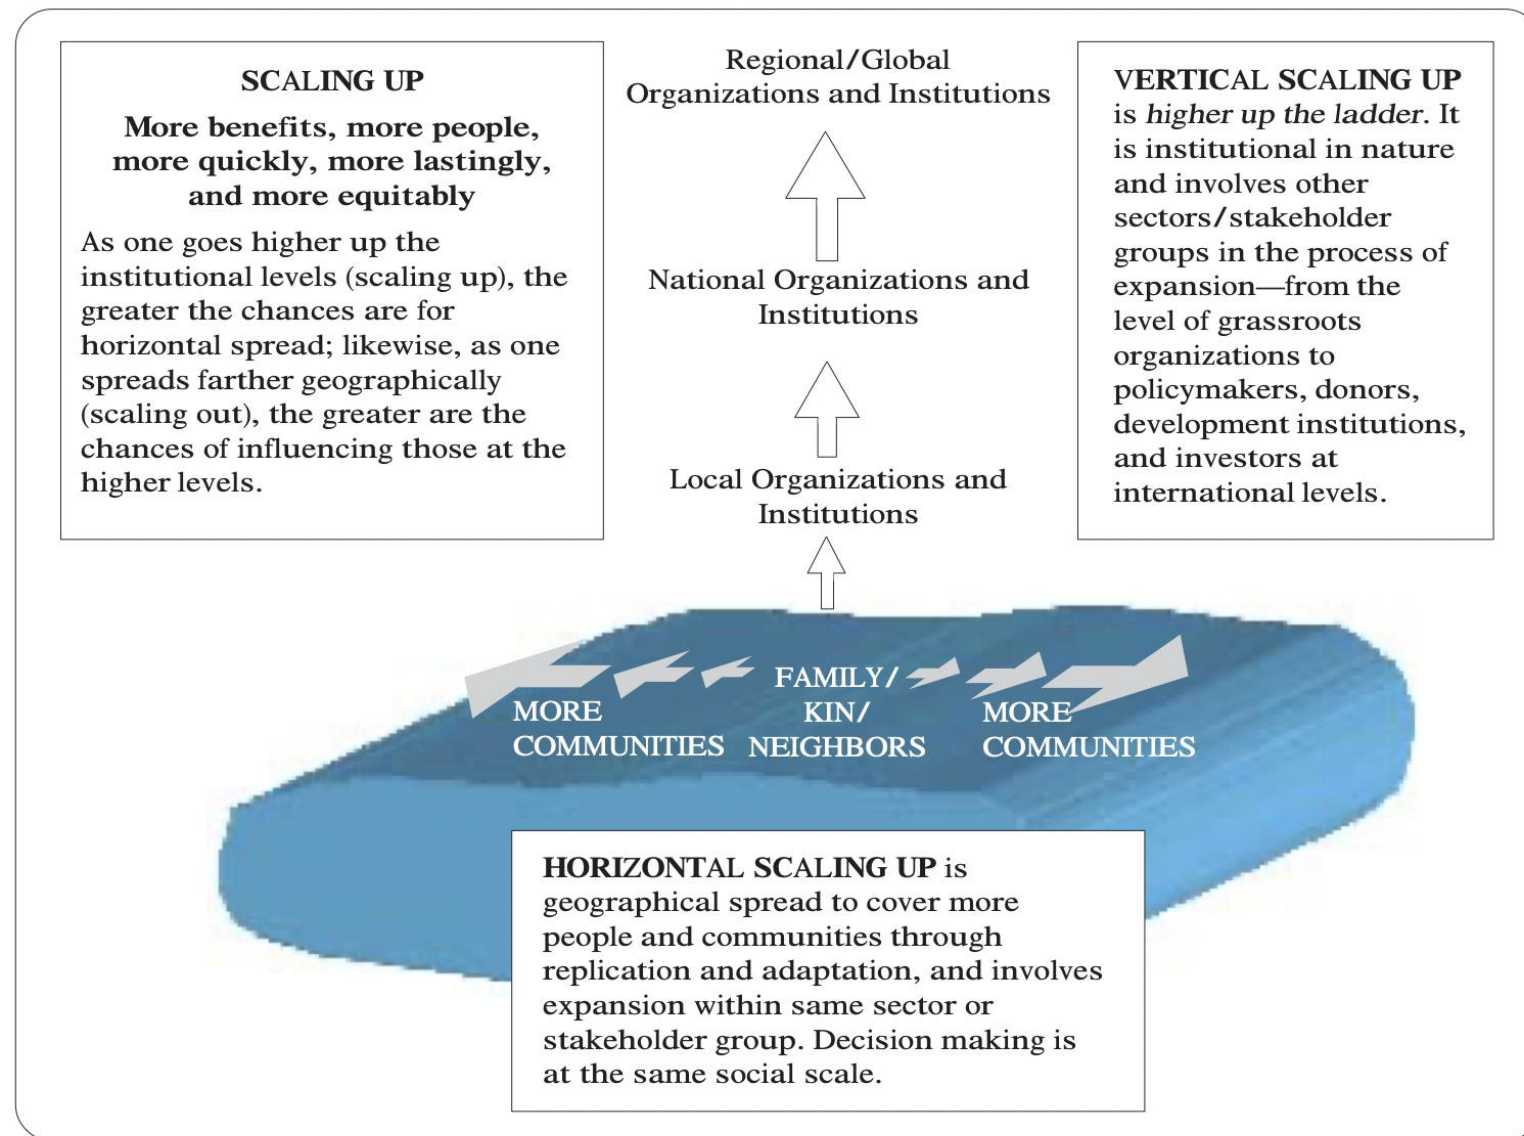 SCALING UP
More benefits, more people,
more quickly, more lastingly,
and more equitably
As one goes higher up the
institutional levels (scaling up), the
greater the chances are for
horizontal spread; likewise, as one
spreads farther geographically
(scaling out), the greater are the
chances of influencing those at the
higher levels.
Regional/Global
Organizations and Institutions
National Organizations and
Institutions
Local Organizations and
Institutions
VERTICAL SCALING UP
is higher up the ladder. It
is institutional in nature
and involves other
sectors/stakeholder
groups in the process of
expansion—from the
level of grassroots
organizations to
policymakers, donors,
development institutions,
and investors at
international levels.
MORE
COMMUNITIES
FAMILY/
KIN/
NEIGHBORS
MORE
COMMUNITIES
HORIZONTAL SCALING UP is
geographical spread to cover more
people and communities through
replication and adaptation, and involves
expansion within same sector or
stakeholder group. Decision making is
at the same social scale.